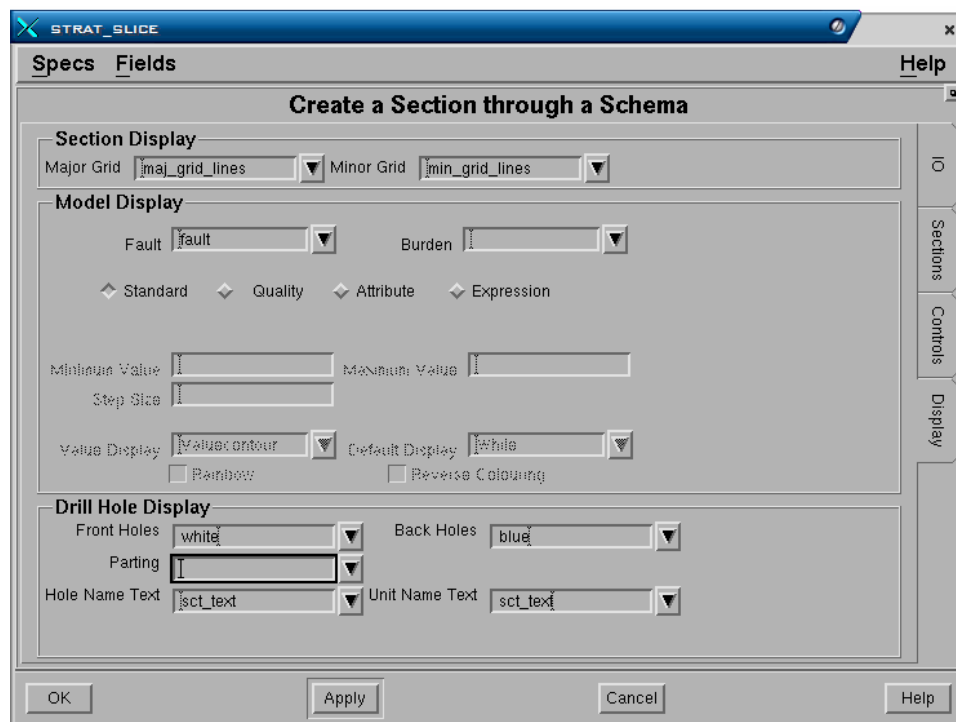 STRAT_SLICE
Specs Fields Help
Create a Section through a Schema
Section Display
Major Grid maj_grid_lines Minor Grid min_grid_lines
Model Display
Fault fault Burden
Standard Quality Attribute Expression
Minimum Value Maximum Value
Step Size
Value Display Valuecontour Default Display white
Rainbow Reverse Colouring
Drill Hole Display
Front Holes white Back Holes blue
Parting
Hole Name Text sct_text Unit Name Text sct_text
OK Apply Cancel Help
IO
Sections
Controls
Display